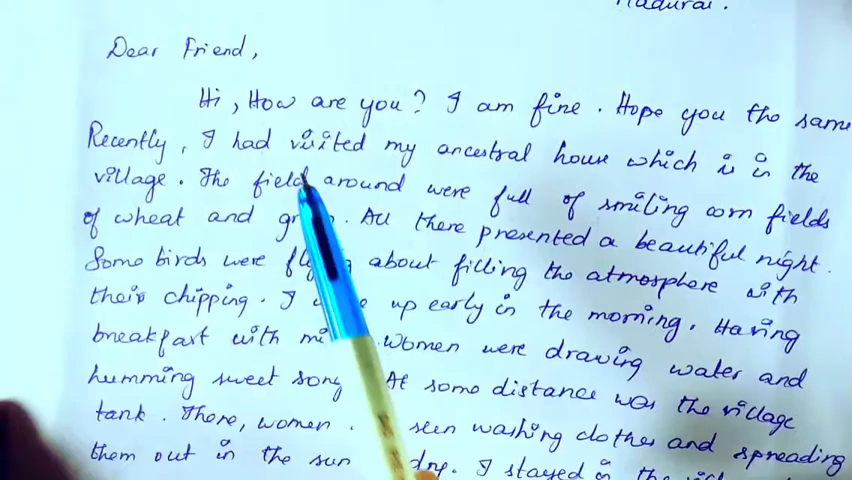 Madurai.
Dear Friend,
Hi, How are you? I am fine. Hope you the same
Recently, I had visited my ancestral house which is in the
village. The field around were full of smiling corn fields
of wheat and . All there presented a beautiful night.
Some birds were about filling the atmosphere with
their chipping. I up early in the morning. Having
breakfart with women were drawing water and
humming sweet song At some distance was the village
tank. There, women seen washing clothes and spreading
them out in the sun dry. I stayed in the